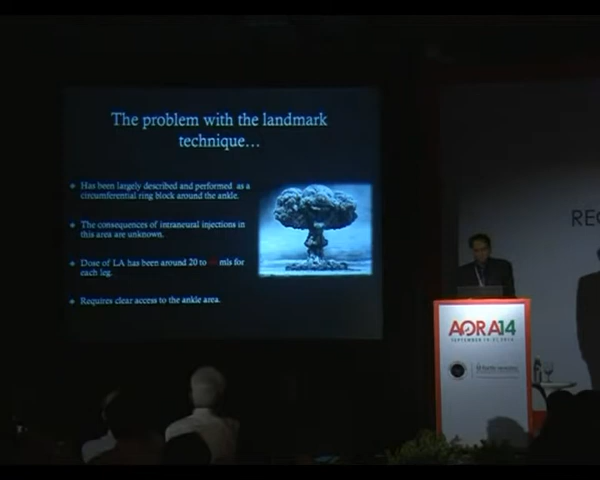 The problem with the landmark
technique...
Has been largely described and performed as a
circumferential ring block around the ankle.
The consequences of intraneural injections in
this area are unknown.
Dose of LA has been around 20 to mls for
each leg.
Requires clear access to the ankle area.
REG
AORA14